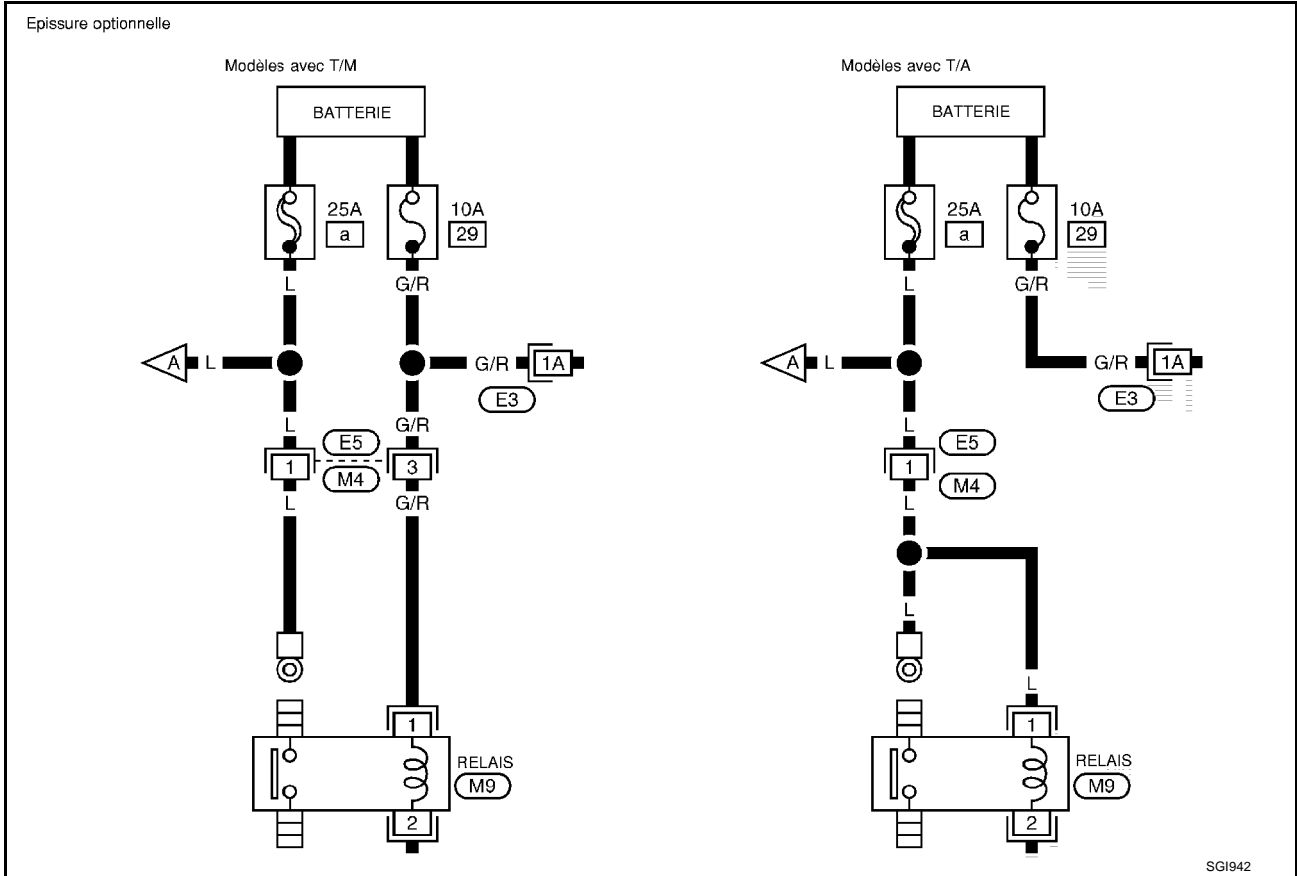 Epissure optionnelle
Modèles avec T/M
BATTERIE
25A
a
10A
29
L
G/R
A
L
G/R
1A
E3
L
G/R
E5
1
3
M4
L
G/R
1
RELAIS
M9
2
Modèles avec T/A
BATTERIE
25A
a
10A
29
L
G/R
A
L
G/R
1A
E3
L
E5
1
M4
L
L
L
1
RELAIS
M9
2
SGI942